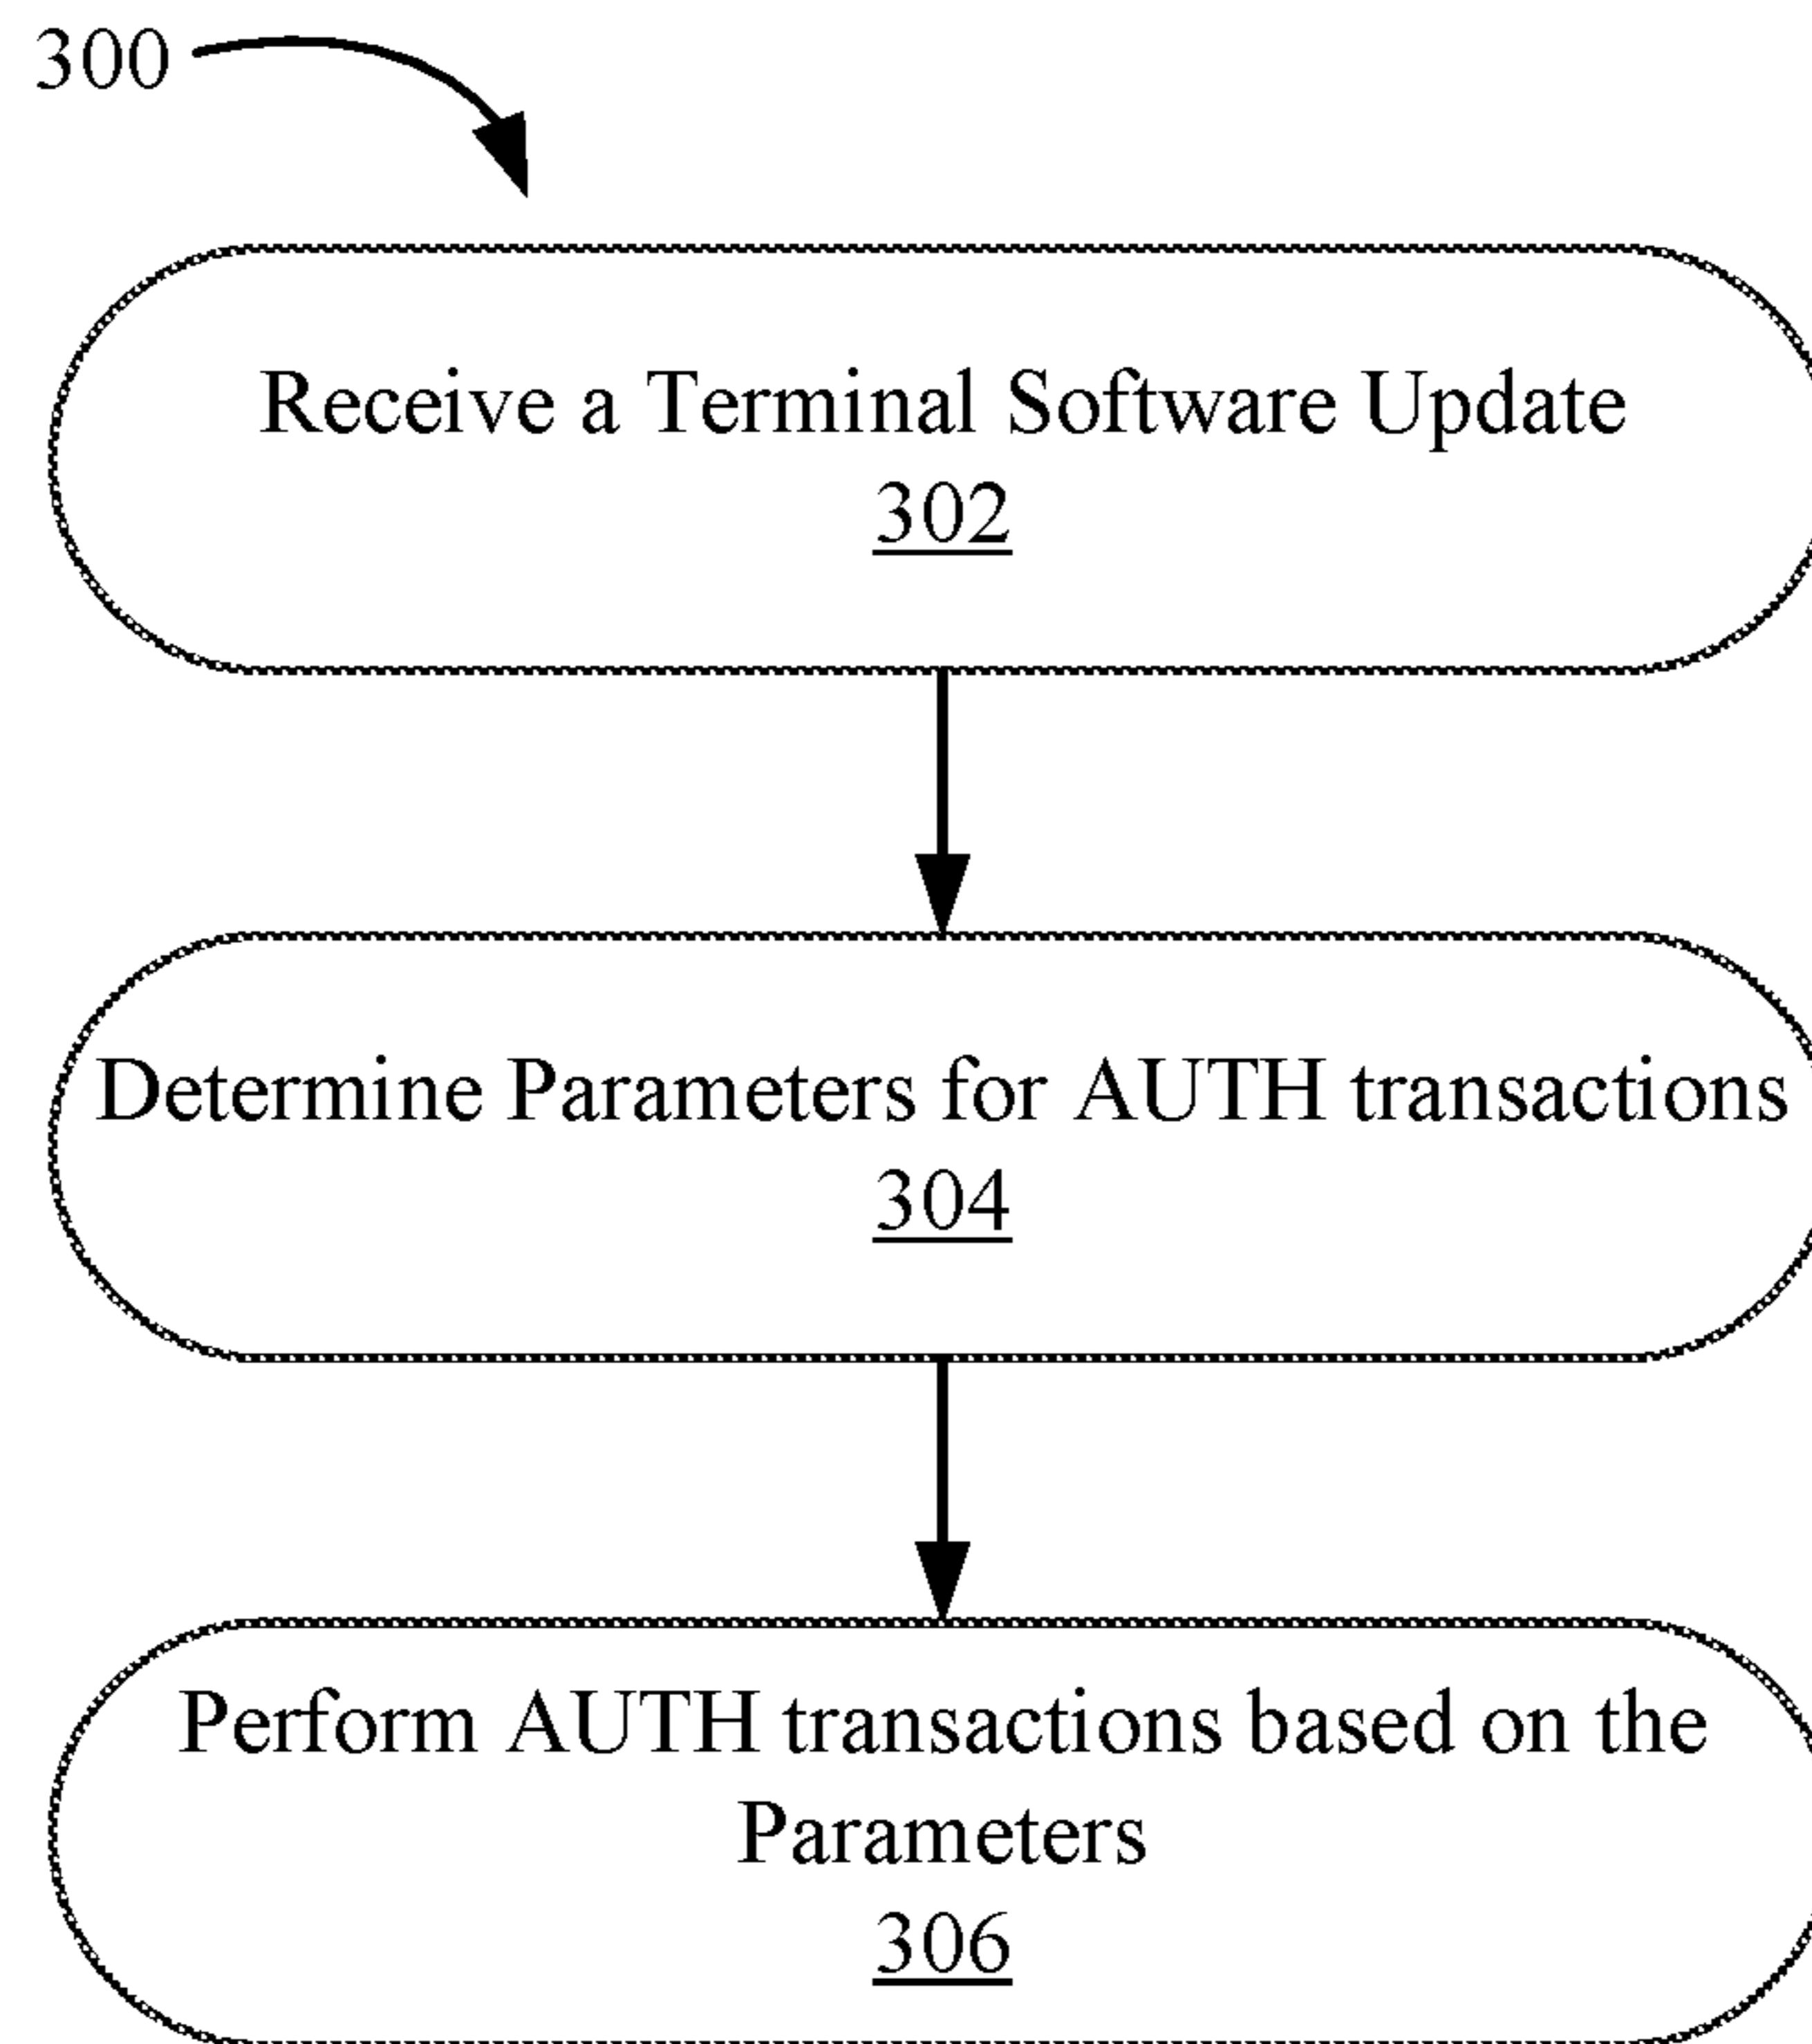 300
Receive a Terminal Software Update
302
Determine Parameters for AUTH transactions
304
Perform AUTH transactions based on the
Parameters
306